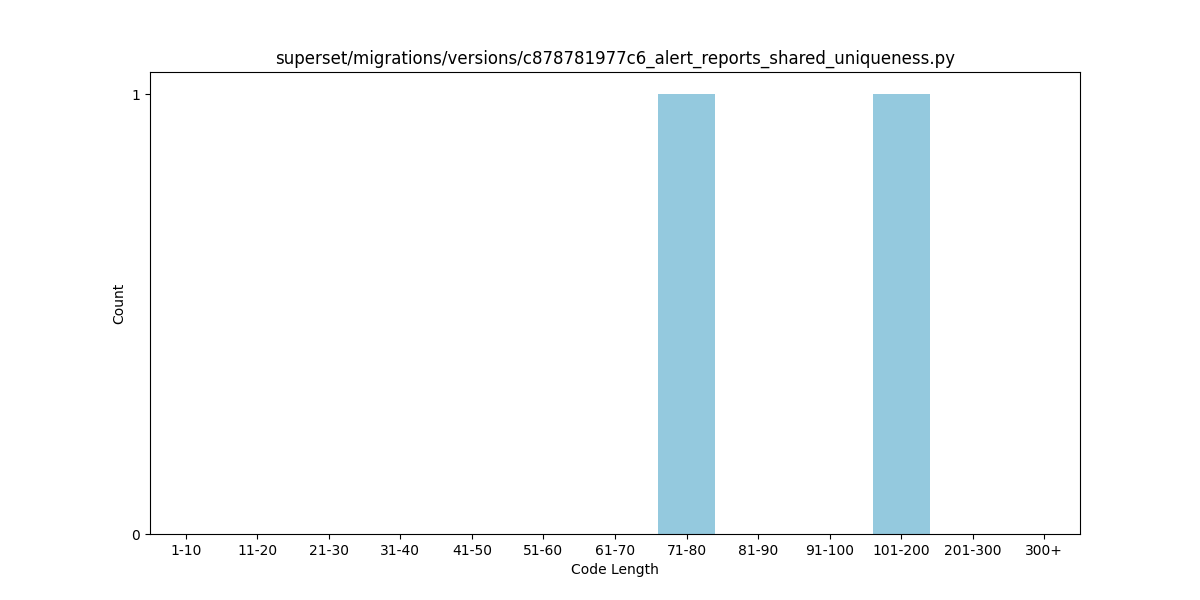 superset/migrations/versions/c878781977c6_alert_reports_shared_uniqueness.py
1
Count
0
1-10 11-20 21-30 31-40 41-50 51-60 61-70 71-80 81-90 91-100 101-200 201-300 300+
Code Length